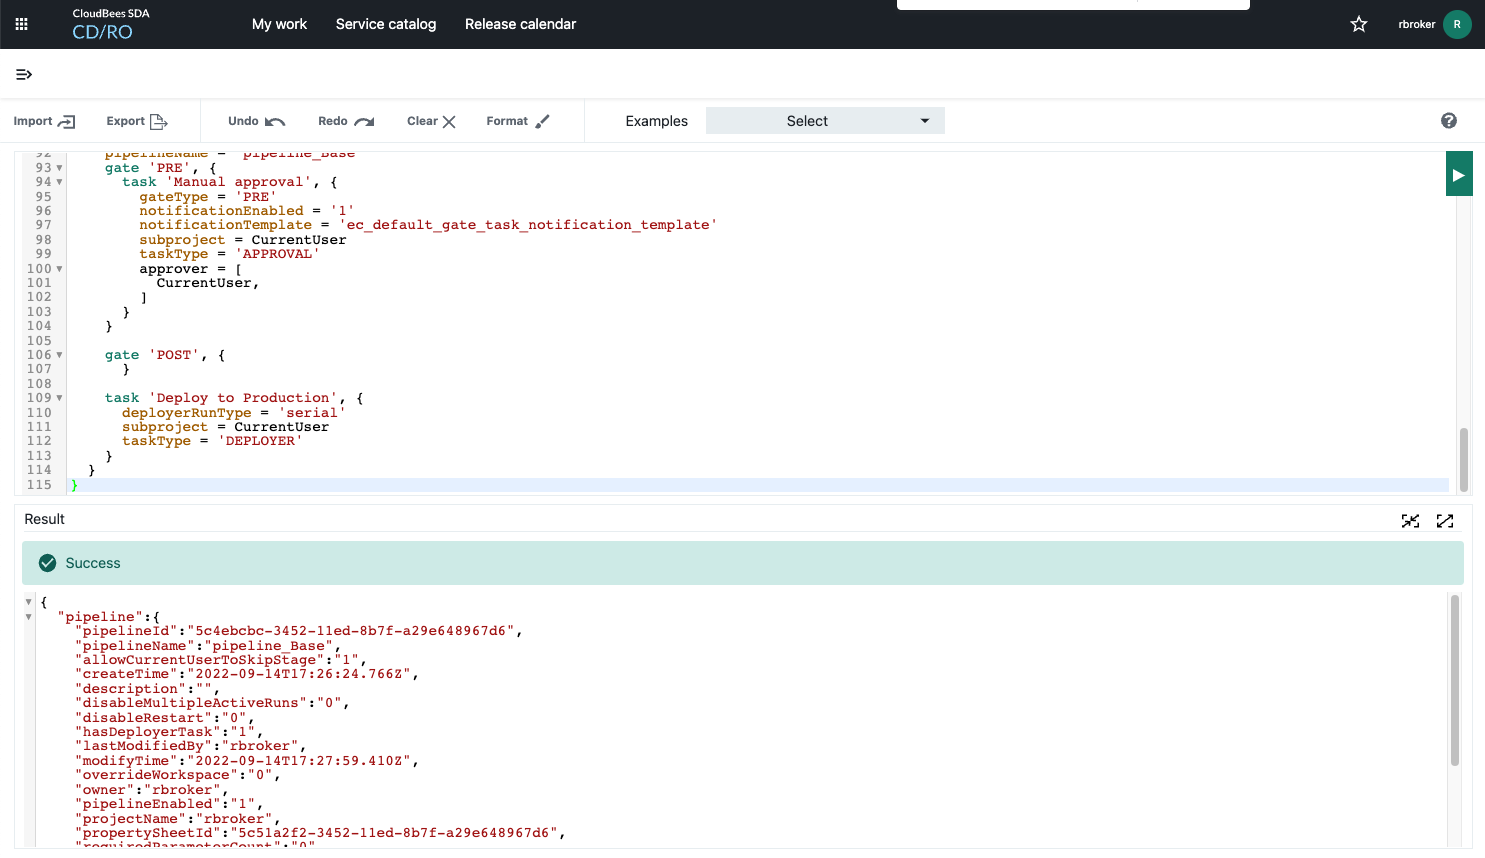 CloudBees SDA
CD/RO
My work
Service catalog
Release calendar
rbroker
R
Import
Export
Undo
Redo
Clear
Format
Examples
Select
92 pipelineName = 'pipeline_Base'
93 gate 'PRE', {
94 task 'Manual approval', {
95 gateType = 'PRE'
96 notificationEnabled = '1'
97 notificationTemplate = 'ec_default_gate_task_notification_template'
98 subproject = CurrentUser
99 taskType = 'APPROVAL'
100 approver = [
101 CurrentUser,
102 ]
103 }
104 }
105
106 gate 'POST', {
107 }
108
109 task 'Deploy to Production', {
110 deployerRunType = 'serial'
111 subproject = CurrentUser
112 taskType = 'DEPLOYER'
113 }
114 }
115 }
Result
Success
{
"pipeline":{
"pipelineId":"5c4ebcbc-3452-11ed-8b7f-a29e648967d6",
"pipelineName":"pipeline_Base",
"allowCurrentUserToSkipStage":"1",
"createTime":"2022-09-14T17:26:24.766Z",
"description":"",
"disableMultipleActiveRuns":"0",
"disableRestart":"0",
"hasDeployerTask":"1",
"lastModifiedBy":"rbroker",
"modifyTime":"2022-09-14T17:27:59.410Z",
"overrideWorkspace":"0",
"owner":"rbroker",
"pipelineEnabled":"1",
"projectName":"rbroker",
"propertySheetId":"5c51a2f2-3452-11ed-8b7f-a29e648967d6",
"requiredParameterCount":"0"